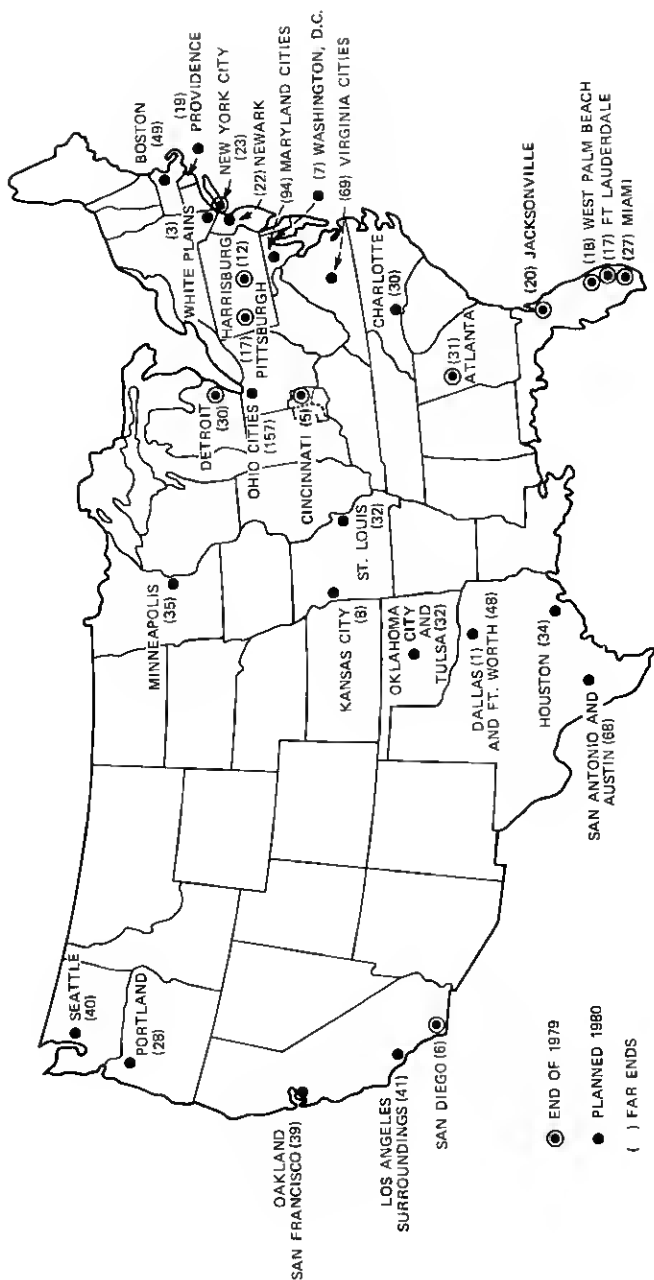 SEATTLE
(40)
PORTLAND
(28)
OAKLAND
SAN FRANCISCO (39)
LOS ANGELES
SURROUNDINGS (41)
SAN DIEGO (6)
MINNEAPOLIS
(35)
KANSAS CITY
(8)
ST. LOUIS
(32)
OKLAHOMA
CITY
AND
TULSA (32)
DALLAS (1)
AND FT. WORTH (48)
HOUSTON (34)
SAN ANTONIO AND
AUSTIN (68)
DETROIT
(30)
OHIO CITIES
(157)
CINCINNATI (5)
(17)
PITTSBURGH
HARRISBURG
(12)
WHITE PLAINS
(3)
BOSTON
(49)
(19)
PROVIDENCE
NEW YORK CITY
(23)
(22) NEWARK
(94) MARYLAND CITIES
(7) WASHINGTON, D.C.
(69) VIRGINIA CITIES
CHARLOTTE
(30)
(31)
ATLANTA
(20) JACKSONVILLE
(18) WEST PALM BEACH
(17) FT LAUDERDALE
(27) MIAMI
END OF 1979
PLANNED 1980
( ) FAR ENDS